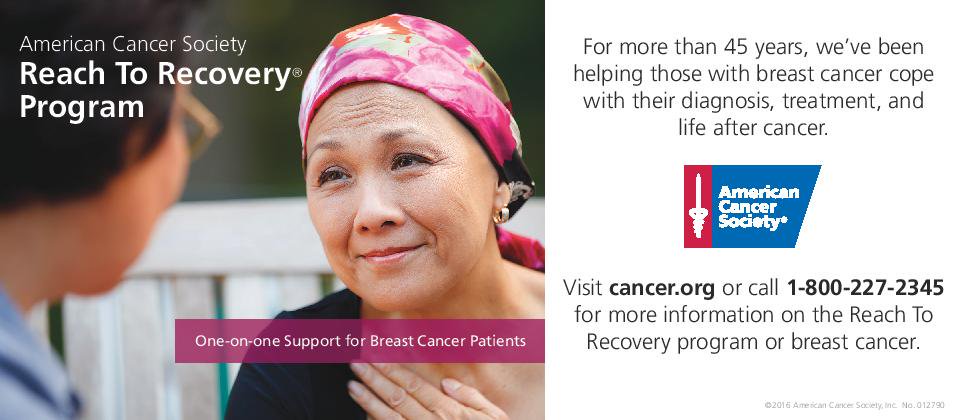 American Cancer Society
Reach To Recovery®
Program
One-on-one Support for Breast Cancer Patients
For more than 45 years, we’ve been
helping those with breast cancer cope
with their diagnosis, treatment, and
life after cancer.
American
Cancer
Society®
Visit cancer.org or call 1-800-227-2345
for more information on the Reach To
Recovery program or breast cancer.
©2016 American Cancer Society, Inc. No. 012790